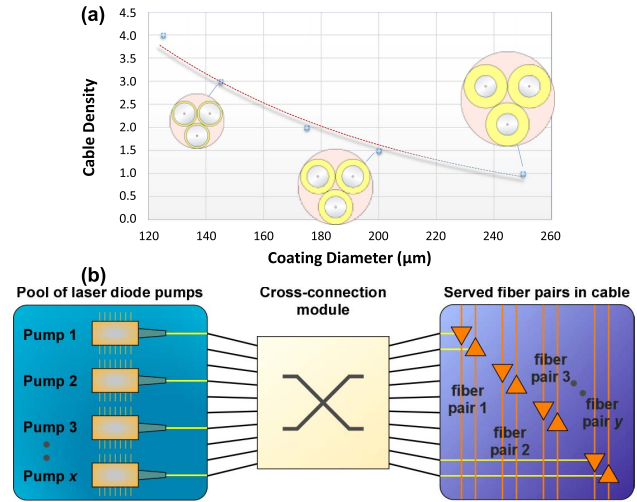 (a)
4.5
4.0
3.5
3.0
2.5
2.0
1.5
1.0
0.5
0.0
Cable Density
120 140 160 180 200 220 240 260
Coating Diameter (µm)
(b)
Pool of laser diode pumps
Cross-connection
module
Served fiber pairs in cable
Pump 1
Pump 2
Pump 3
Pump x
fiber
pair 1
fiber
pair 2
fiber
pair 3
fiber
pair y